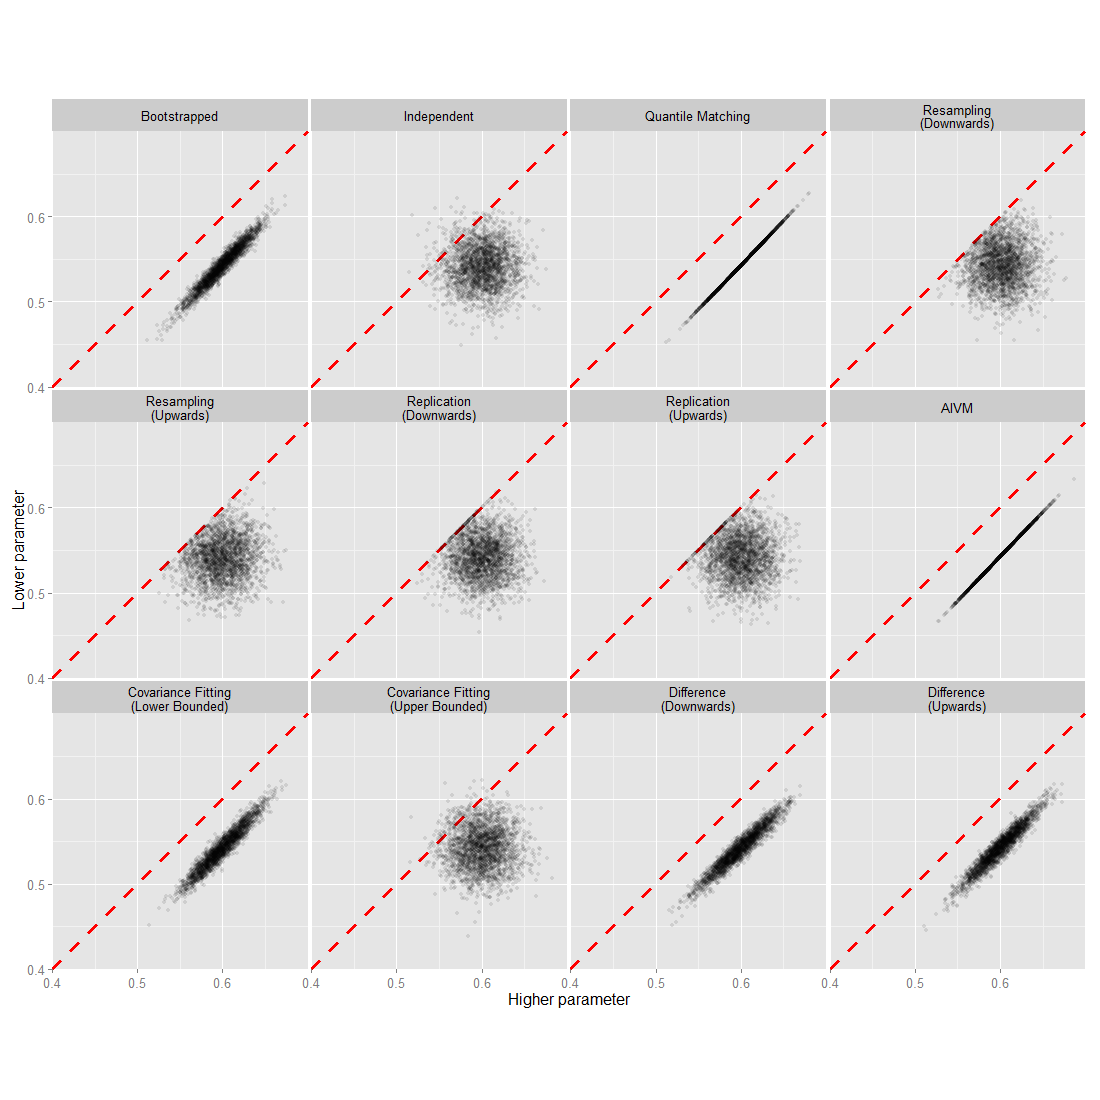 Bootstrapped
Independent
Quantile Matching
Resampling
(Downwards)
0.6
0.5
0.4
Resampling
(Upwards)
Replication
(Downwards)
Replication
(Upwards)
AIVM
0.6
0.5
0.4
Lower parameter
Covariance Fitting
(Lower Bounded)
Covariance Fitting
(Upper Bounded)
Difference
(Downwards)
Difference
(Upwards)
0.6
0.5
0.4
0.4 0.5 0.6 0.4 0.5 0.6 0.4 0.5 0.6 0.4 0.5 0.6
Higher parameter